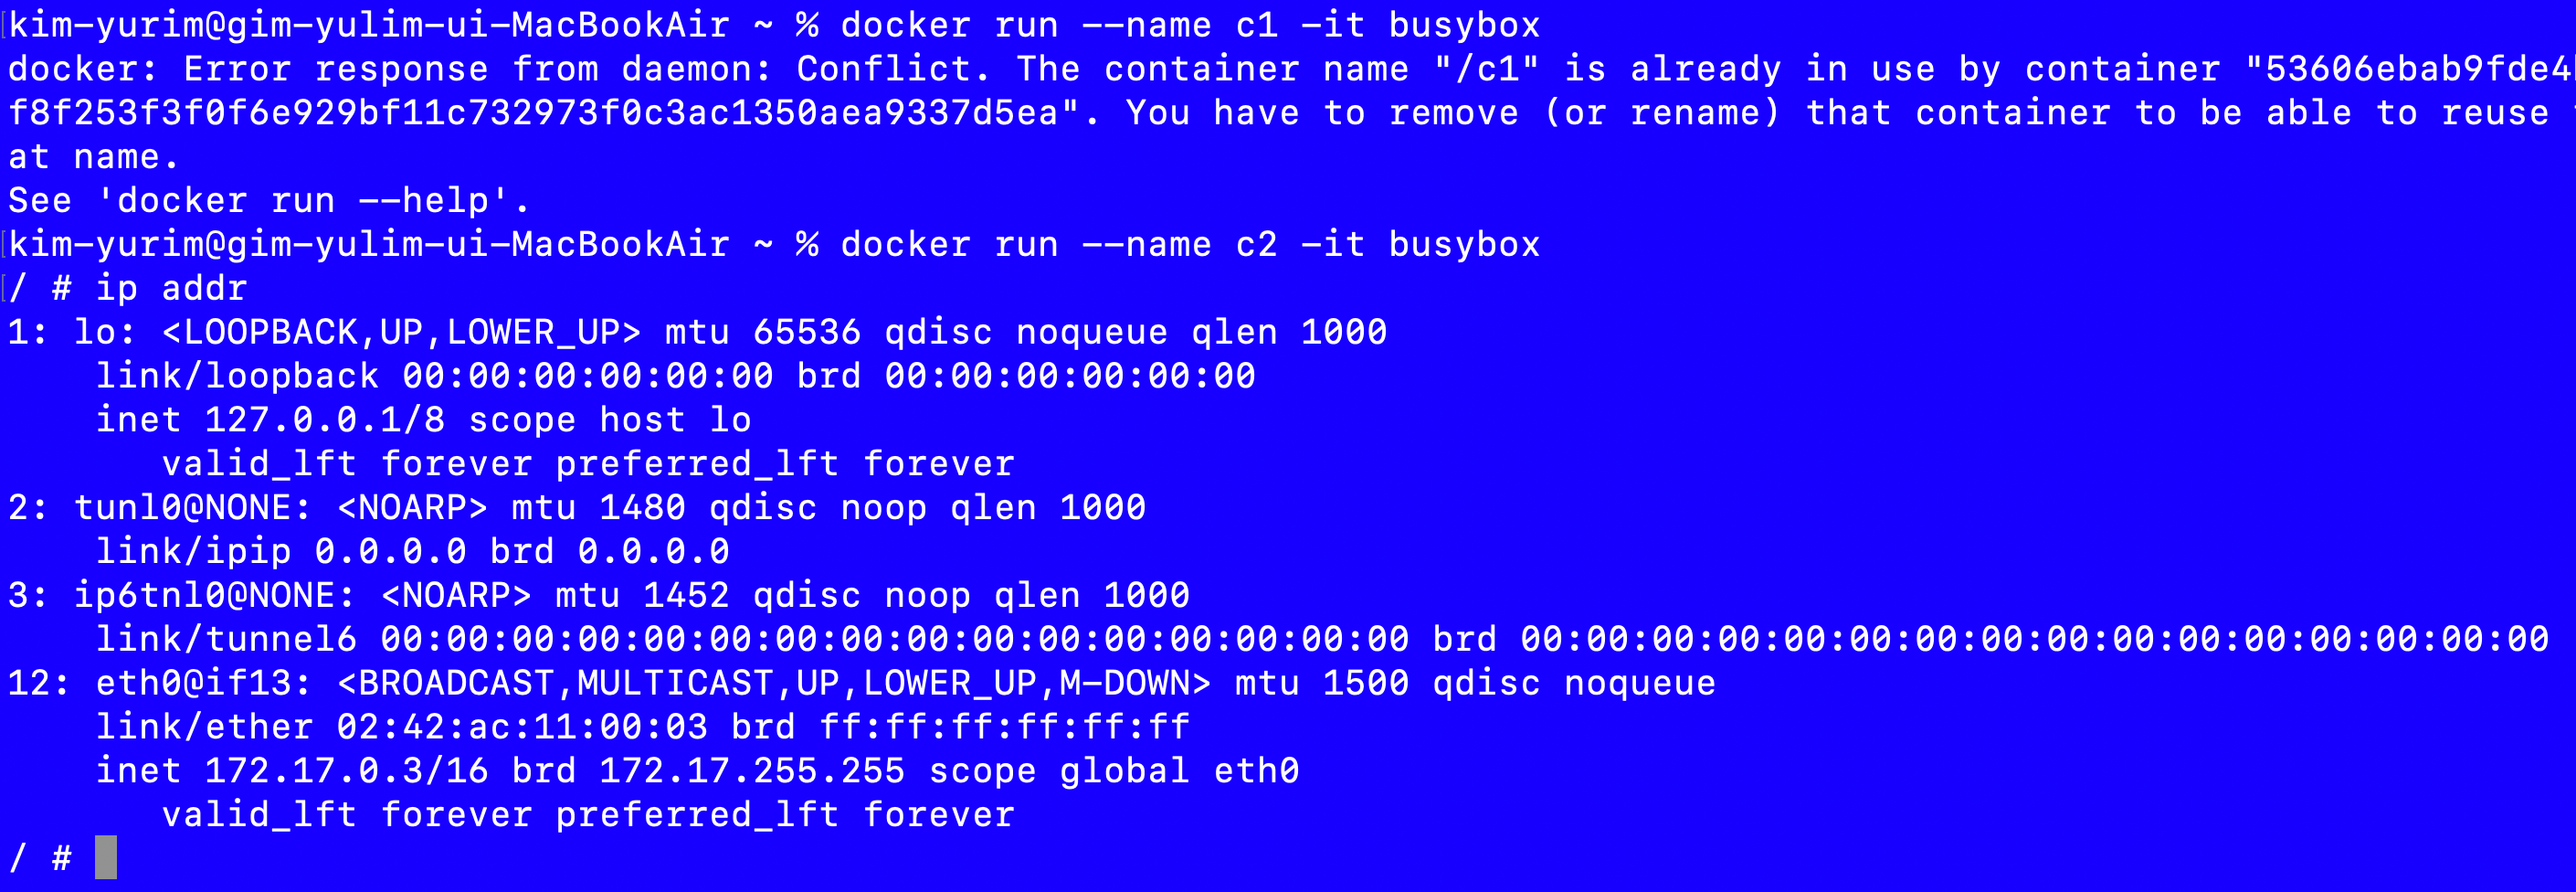 kim-yurim@gim-yulim-ui-MacBookAir ~ % docker run --name c1 -it busybox
docker: Error response from daemon: Conflict. The container name "/c1" is already in use by container "53606ebab9fde4
f8f253f3f0f6e929bf11c732973f0c3ac1350aea9337d5ea". You have to remove (or rename) that container to be able to reuse
at name.
See 'docker run --help'.
kim-yurim@gim-yulim-ui-MacBookAir ~ % docker run --name c2 -it busybox
/ # ip addr
1: lo: <LOOPBACK,UP,LOWER_UP> mtu 65536 qdisc noqueue qlen 1000
link/loopback 00:00:00:00:00:00 brd 00:00:00:00:00:00
inet 127.0.0.1/8 scope host lo
valid_lft forever preferred_lft forever
2: tunl0@NONE: <NOARP> mtu 1480 qdisc noop qlen 1000
link/ipip 0.0.0.0 brd 0.0.0.0
3: ip6tnl0@NONE: <NOARP> mtu 1452 qdisc noop qlen 1000
link/tunnel6 00:00:00:00:00:00:00:00:00:00:00:00:00:00:00:00 brd 00:00:00:00:00:00:00:00:00:00:00:00:00:00:00:00
12: eth0@if13: <BROADCAST,MULTICAST,UP,LOWER_UP,M-DOWN> mtu 1500 qdisc noqueue
link/ether 02:42:ac:11:00:03 brd ff:ff:ff:ff:ff:ff
inet 172.17.0.3/16 brd 172.17.255.255 scope global eth0
valid_lft forever preferred_lft forever
/ #